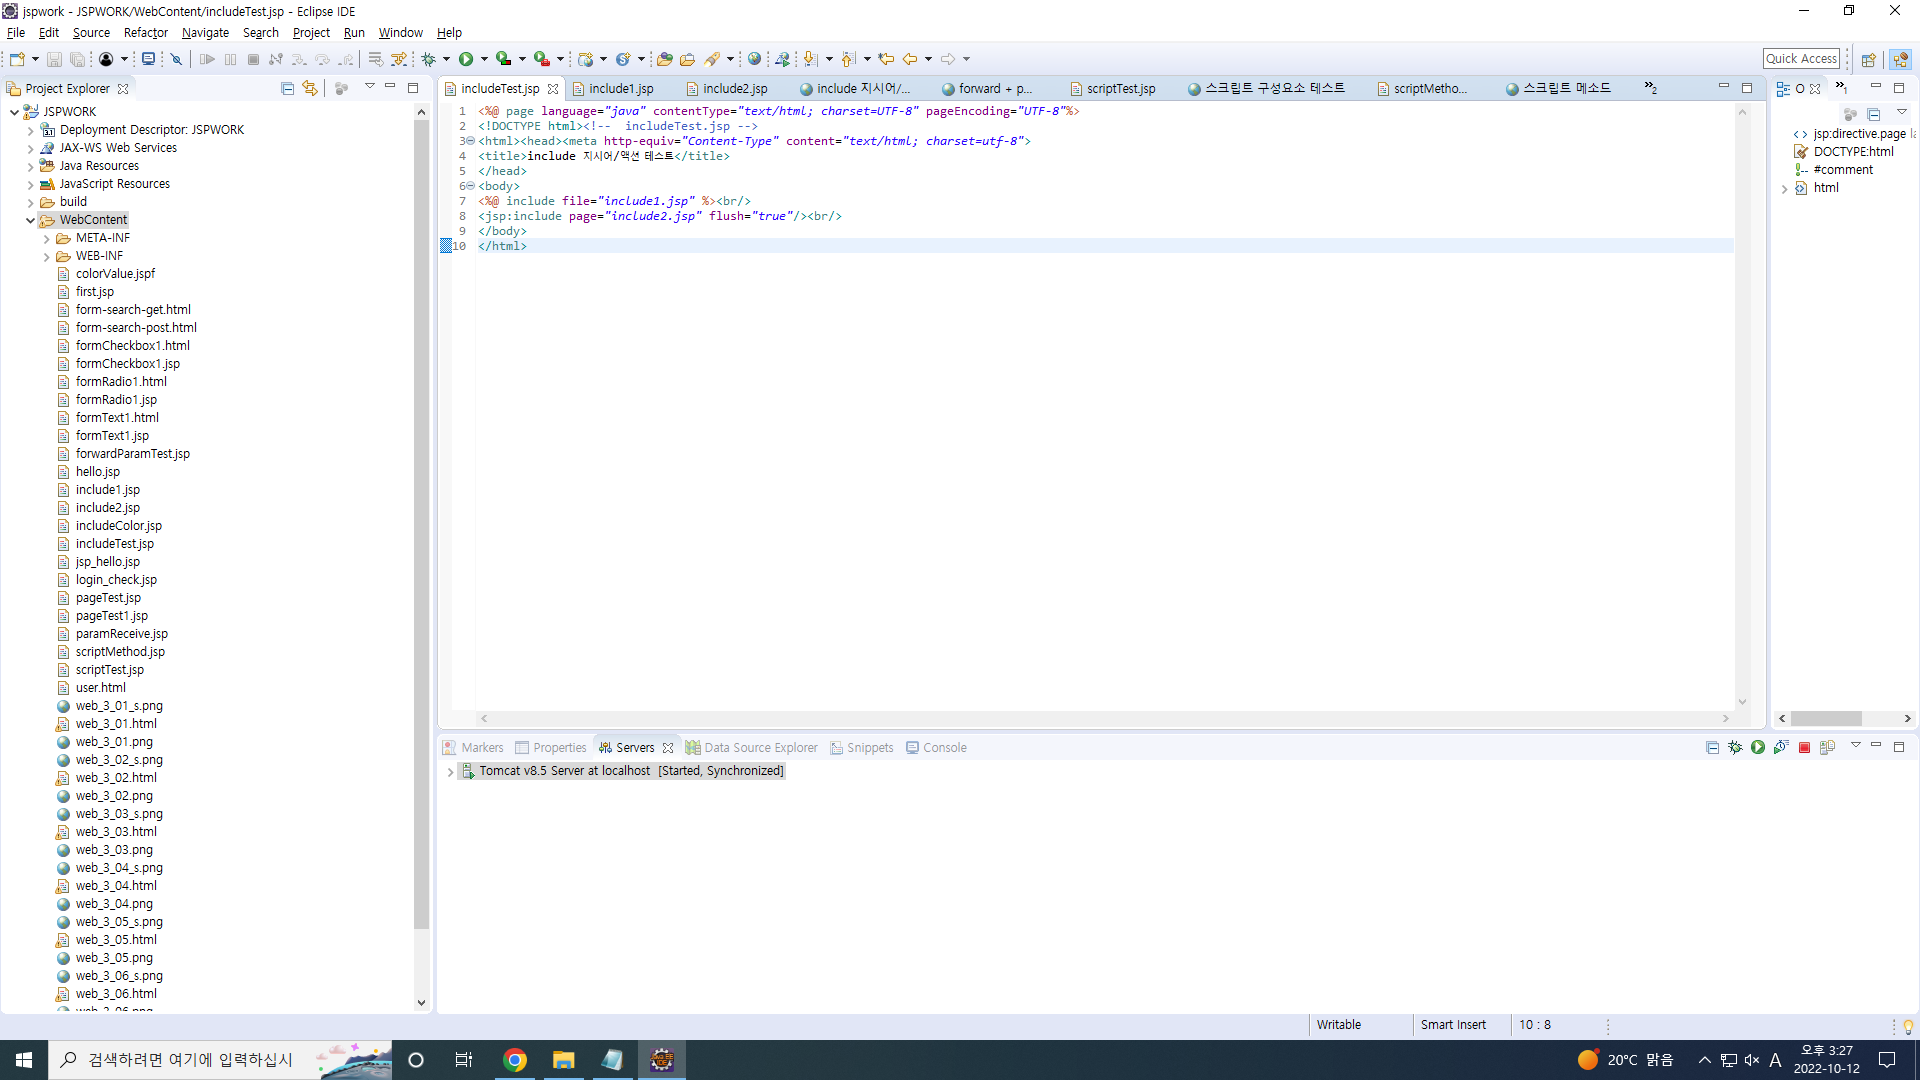 jspwork - JSPWORK/WebContent/includeTest.jsp - Eclipse IDE
File Edit Source Refactor Navigate Search Project Run Window Help
Quick Access
Project Explorer
JSPWORK
Deployment Descriptor: JSPWORK
JAX-WS Web Services
Java Resources
JavaScript Resources
build
WebContent
META-INF
WEB-INF
colorValue.jspf
first.jsp
form-search-get.html
form-search-post.html
formCheckbox1.html
formCheckbox1.jsp
formRadio1.html
formRadio1.jsp
formText1.html
formText1.jsp
forwardParamTest.jsp
hello.jsp
include1.jsp
include2.jsp
includeColor.jsp
includeTest.jsp
jsp_hello.jsp
login_check.jsp
pageTest.jsp
pageTest1.jsp
paramReceive.jsp
scriptMethod.jsp
scriptTest.jsp
user.html
web_3_01_s.png
web_3_01.html
web_3_01.png
web_3_02_s.png
web_3_02.html
web_3_02.png
web_3_03_s.png
web_3_03.html
web_3_03.png
web_3_04_s.png
web_3_04.html
web_3_04.png
web_3_05_s.png
web_3_05.html
web_3_05.png
web_3_06_s.png
web_3_06.html
includeTest.jsp include1.jsp include2.jsp include 지시어/... forward + p... scriptTest.jsp 스크립트 구성요소 테스트 scriptMetho... 스크립트 메소드 2
1 <%@ page language="java" contentType="text/html; charset=UTF-8" pageEncoding="UTF-8"%>
2 <!DOCTYPE html><!--  includeTest.jsp -->
3 <html><head><meta http-equiv="Content-Type" content="text/html; charset=utf-8">
4 <title>include 지시어/액션 테스트</title>
5 </head>
6 <body>
7 <%@ include file="include1.jsp" %><br/>
8 <jsp:include page="include2.jsp" flush="true"/><br/>
9 </body>
10 </html>
O 1
jsp:directive.page
DOCTYPE:html
#comment
html
Markers Properties Servers Data Source Explorer Snippets Console
Tomcat v8.5 Server at localhost [Started, Synchronized]
Writable Smart Insert 10 : 8
검색하려면 여기에 입력하십시
20°C 맑음 A 오후 3:27
2022-10-12